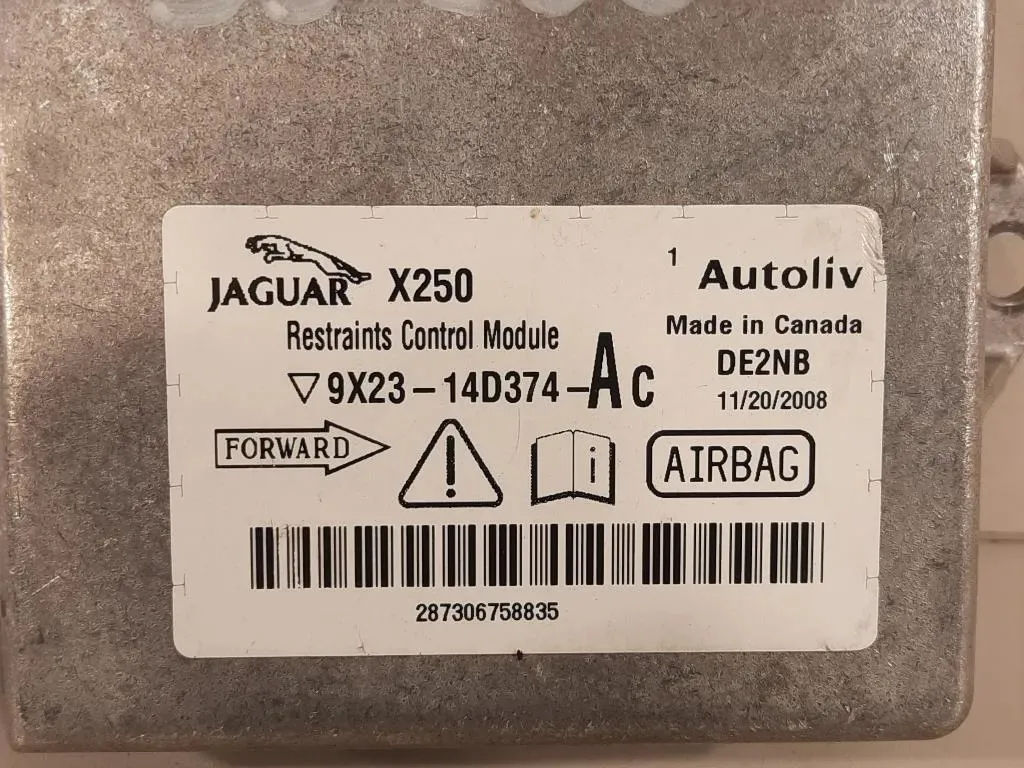 JAGUAR X250
1 Autoliv
Restraints Control Module
Made in Canada
9X23-14D374-Ac
DE2NB
11/20/2008
FORWARD
i
AIRBAG
287306758835